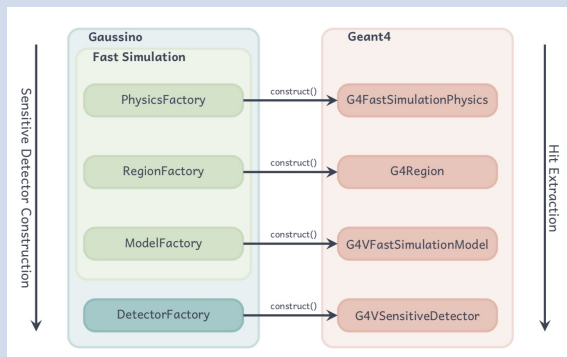 Gaussino
Geant4
Fast Simulation
Sensitive Detector Construction
Hit Extraction
PhysicsFactory
construct()
G4FastSimulationPhysics
RegionFactory
construct()
G4Region
ModelFactory
construct()
G4VFastSimulationModel
DetectorFactory
construct()
G4VSensitiveDetector